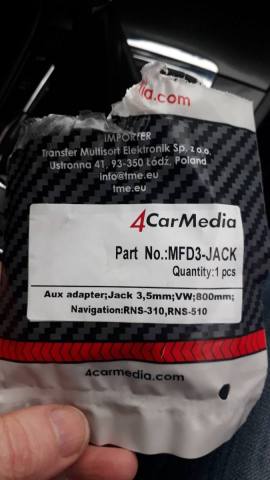 ia.com
IMPORTER
Transfer Multisort Elektronik Sp. z o.o.
Ustronna 41, 93-350 Łódź, Poland
info@tme.eu
tme.eu
4CarMedia
Part No.:MFD3-JACK
Quantity:1 pcs
Aux adapter;Jack 3,5mm;VW;800mm;
Navigation:RNS-310,RNS-510
4carmedia.com